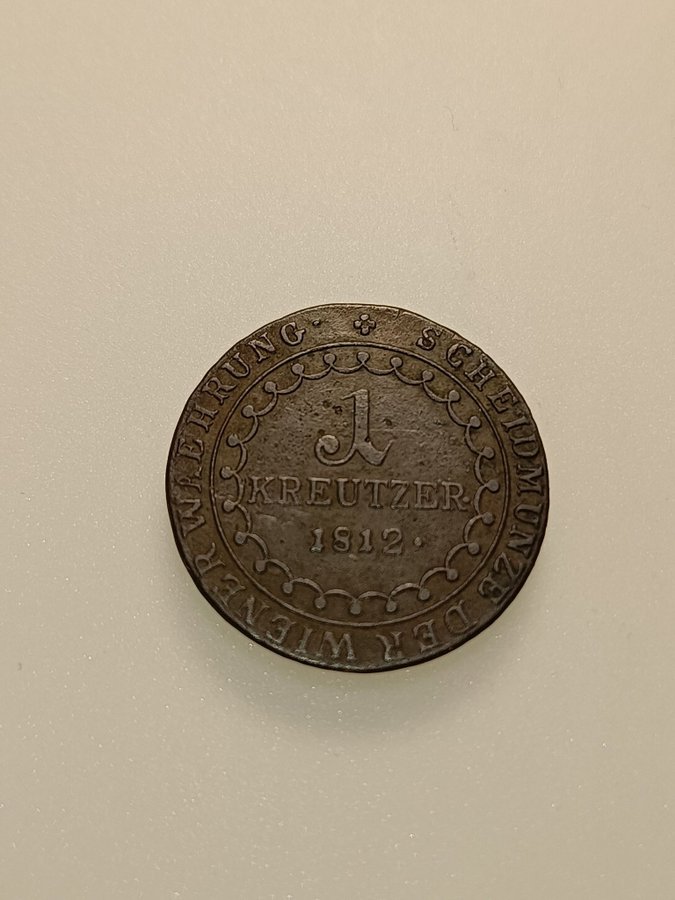 SCHEIDMUNZE DER WIENER WAEHRUNG·
1
KREUTZER·
1812·